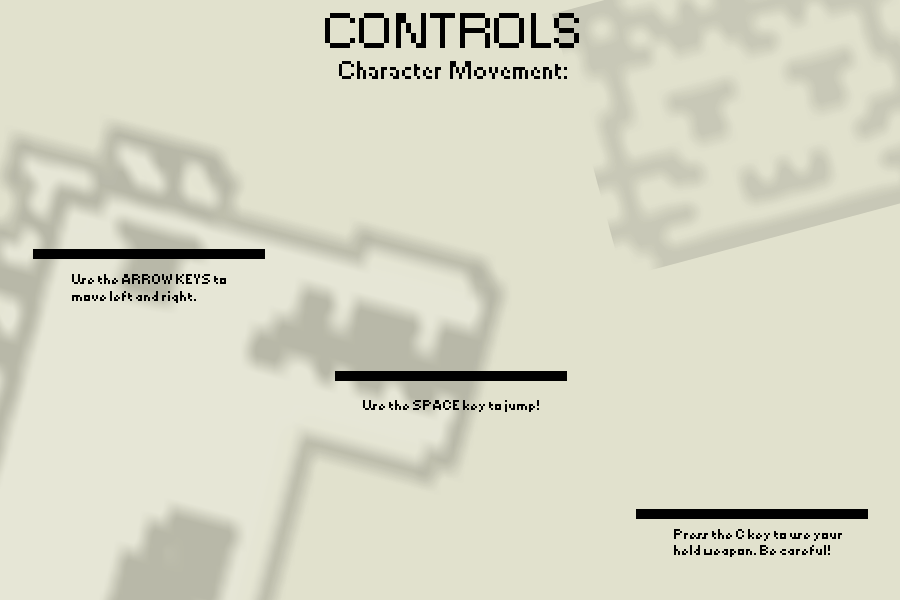 CONTROLS
Character Movement:
Use the ARROW KEYS to
move left and right.
Use the SPACE key to jump!
Press the C key to use your
held weapon. Be careful!